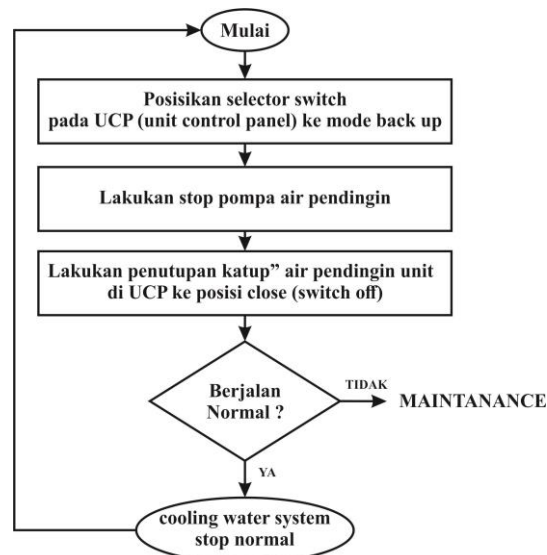 Mulai
Posisikan selector switch
pada UCP (unit control panel) ke mode back up
Lakukan stop pompa air pendingin
Lakukan penutupan katup” air pendingin unit
di UCP ke posisi close (switch off)
Berjalan
Normal ?
TIDAK
MAINTANANCE
YA
cooling water system
stop normal